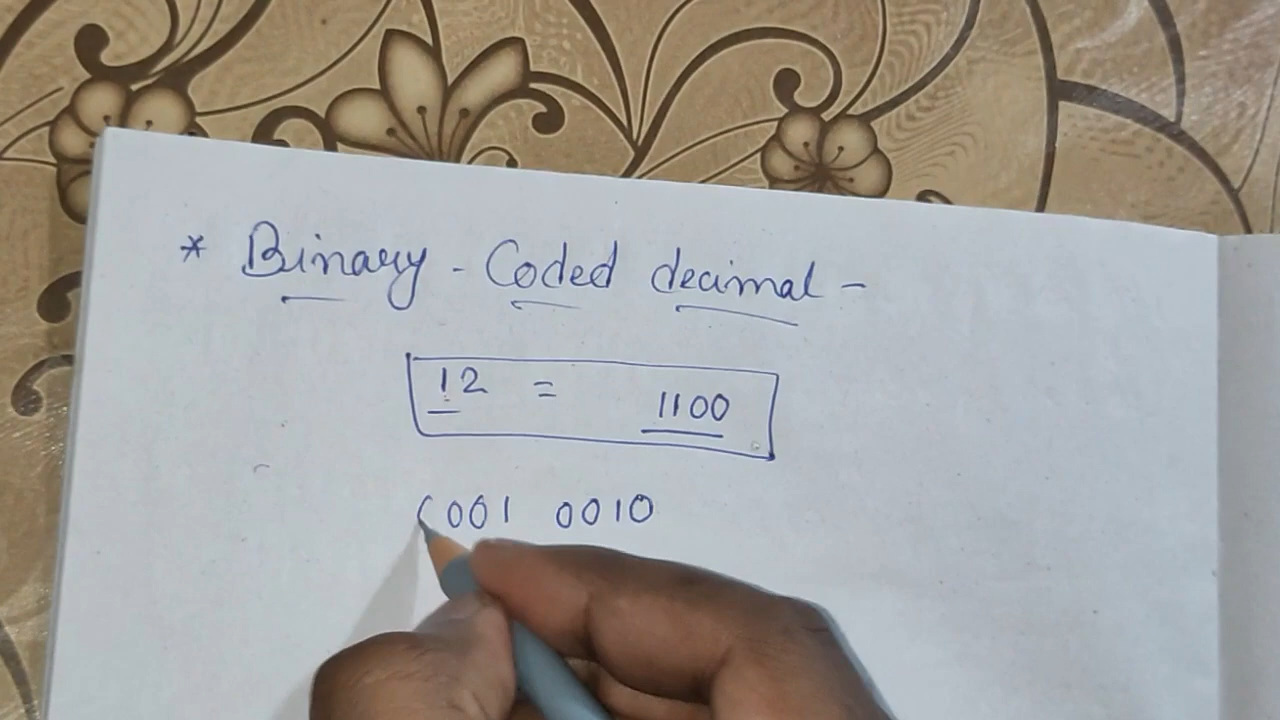 * Binary - Coded decimal -
12 = 1100
0001 0010